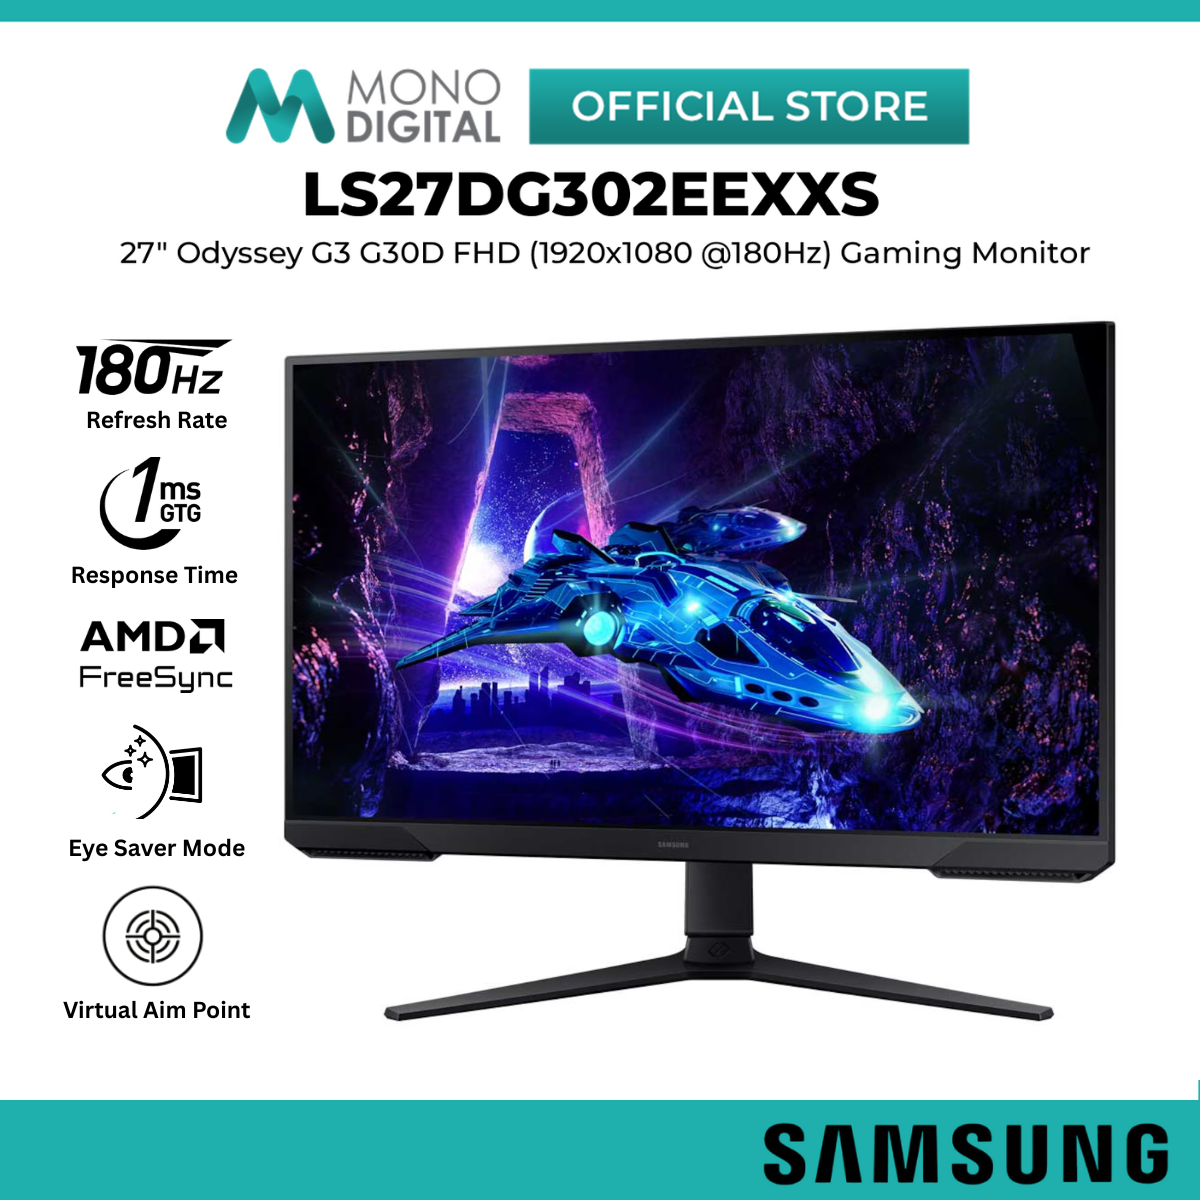 MONO
DIGITAL
OFFICIAL STORE
LS27DG302EEXXS
27" Odyssey G3 G30D FHD (1920x1080 @180Hz) Gaming Monitor
180Hz
Refresh Rate
1ms
GTG
Response Time
AMD
FreeSync
Eye Saver Mode
Virtual Aim Point
SAMSUNG
SAMSUNG